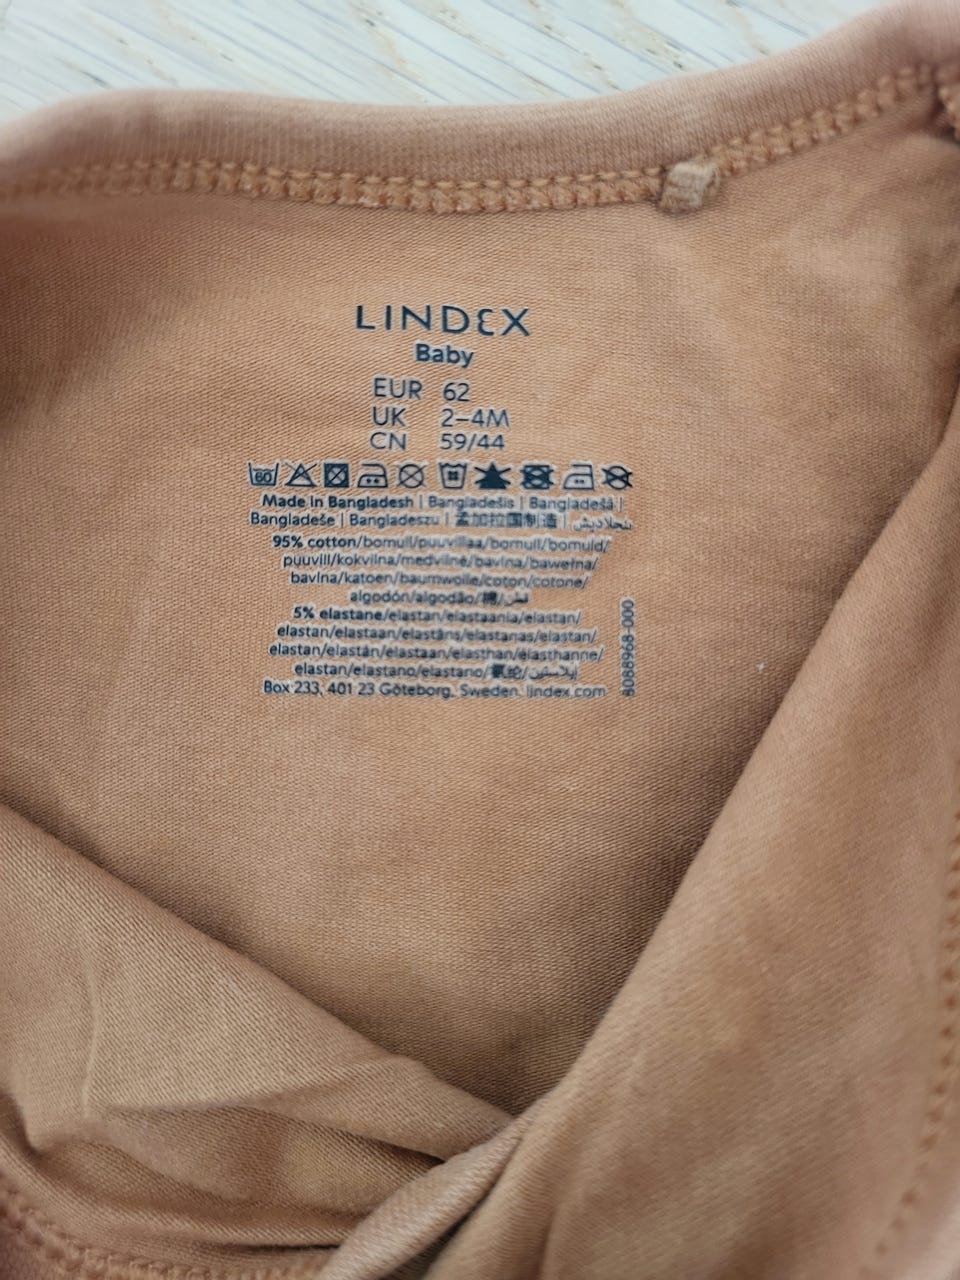 LINDEX
Baby
EUR 62
UK 2–4M
CN 59/44
60
Made in Bangladesh | Bangladešis | Bangladešā |
Bangladeše | Bangladeszu | 孟加拉国制造 | بنجلاديش
95% cotton/bomull/puuvillaa/bomull/bomuld/
puuvill/kokvilna/medvilnė/bavlna/bawełna/
bavlna/katoen/baumwolle/coton/cotone/
algodón/algodão/棉/قطن
5% elastane/elastan/elastaania/elastan/
elastan/elastaan/elastāns/elastanas/elastan/
elastan/elastån/elastaan/elasthan/élasthanne/
elastan/elastano/elastano/氨纶/إيلاستين
Box 233, 401 23 Göteborg, Sweden. lindex.com
8088968-000